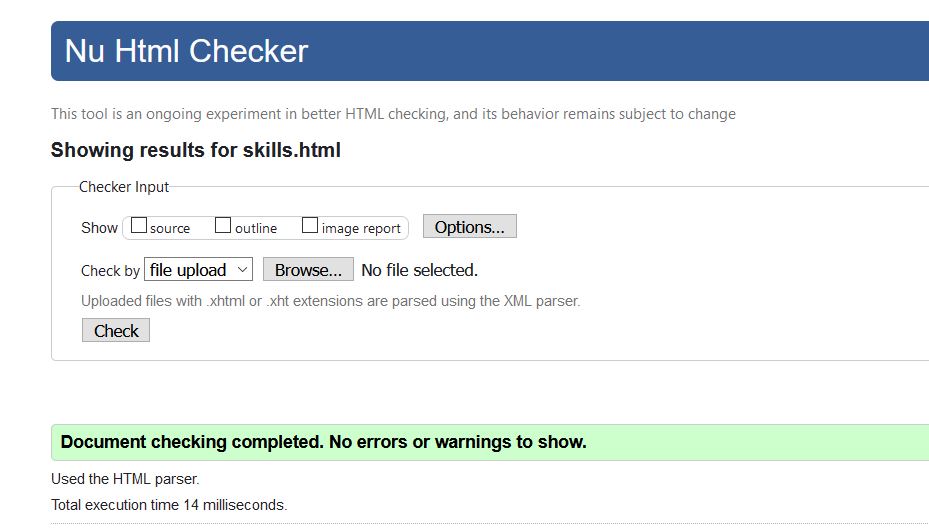 Nu Html Checker
This tool is an ongoing experiment in better HTML checking, and its behavior remains subject to change
Showing results for skills.html
Checker Input
Show source outline image report Options...
Check by file upload Browse... No file selected.
Uploaded files with .xhtml or .xht extensions are parsed using the XML parser.
Check
Document checking completed. No errors or warnings to show.
Used the HTML parser.
Total execution time 14 milliseconds.